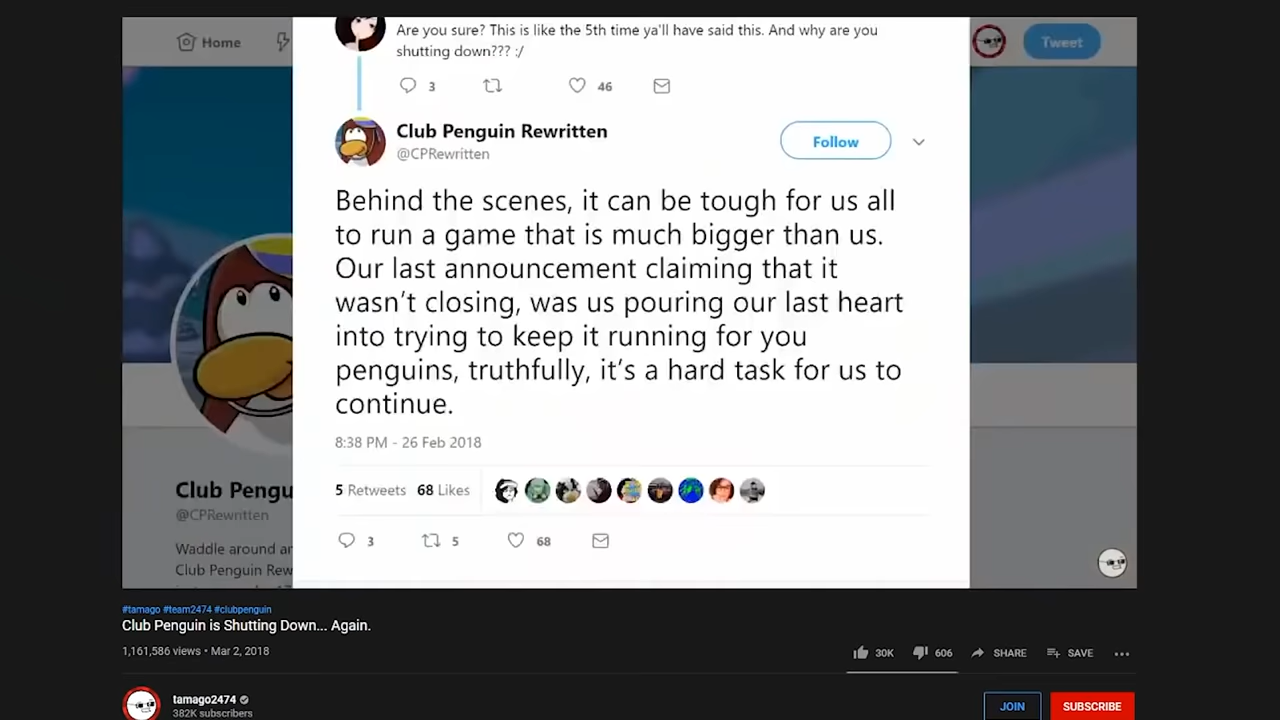 Are you sure? This is like the 5th time ya'll have said this. And why are you
shutting down??? :/
Home
Tweet
3
46
Club Penguin Rewritten
@CPRewritten
Follow
Behind the scenes, it can be tough for us all
to run a game that is much bigger than us.
Our last announcement claiming that it
wasn't closing, was us pouring our last heart
into trying to keep it running for you
penguins, truthfully, it's a hard task for us to
continue.
8:38 PM - 26 Feb 2018
5 Retweets 68 Likes
3
5
68
Club Pengu
@CPRewritten
Waddle around an
Club Penguin Rew
#tamago #team2474 #clubpenguin
Club Penguin is Shutting Down... Again.
1,161,586 views • Mar 2, 2018
30K
606
SHARE
SAVE
tamago2474
382K subscribers
JOIN
SUBSCRIBE